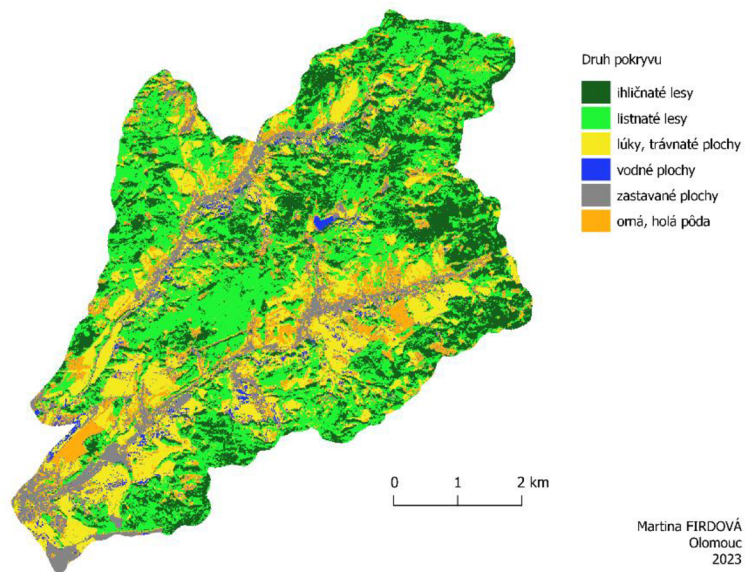 Druh pokryvu
ihličnaté lesy
listnaté lesy
lúky, trávnaté plochy
vodné plochy
zastavané plochy
orná, holá pôda
0 1 2 km
Martina FIRDOVÁ
Olomouc
2023